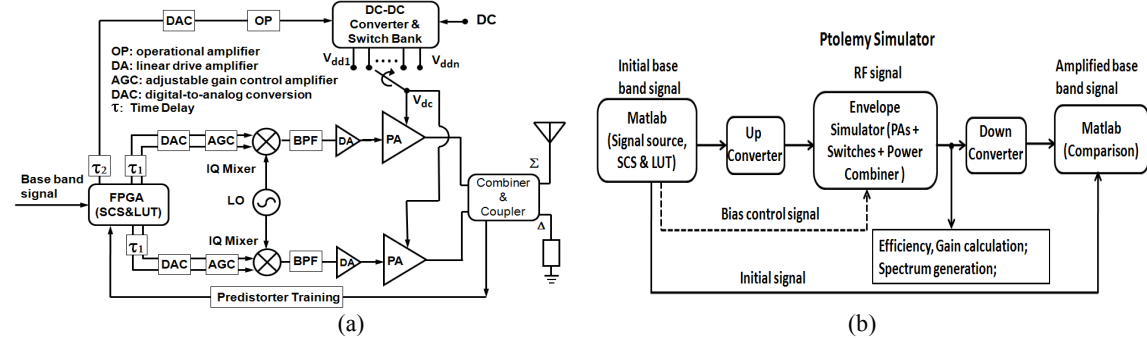 DAC
OP
DC-DC
Converter &
Switch Bank
DC
OP: operational amplifier
DA: linear drive amplifier
AGC: adjustable gain control amplifier
DAC: digital-to-analog conversion
τ: Time Delay
Vdd1
Vddn
Vdc
τ2
τ1
DAC
AGC
IQ Mixer
BPF
DA
PA
Base band
signal
FPGA
(SCS&LUT)
LO
Combiner
&
Coupler
Σ
Δ
τ1
DAC
AGC
IQ Mixer
BPF
DA
PA
Predistorter Training
(a)
Ptolemy Simulator
Initial base
band signal
RF signal
Amplified base
band signal
Matlab
(Signal source,
SCS & LUT)
Up
Converter
Envelope
Simulator (PAs +
Switches + Power
Combiner )
Down
Converter
Matlab
(Comparison)
Bias control signal
Efficiency, Gain calculation;
Spectrum generation;
Initial signal
(b)